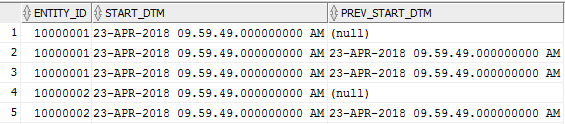 ENTITY_ID START_DTM PREV_START_DTM
1 10000001 23-APR-2018 09.59.49.000000000 AM (null)
2 10000001 23-APR-2018 09.59.49.000000000 AM 23-APR-2018 09.59.49.000000000 AM
3 10000001 23-APR-2018 09.59.49.000000000 AM 23-APR-2018 09.59.49.000000000 AM
4 10000002 23-APR-2018 09.59.49.000000000 AM (null)
5 10000002 23-APR-2018 09.59.49.000000000 AM 23-APR-2018 09.59.49.000000000 AM